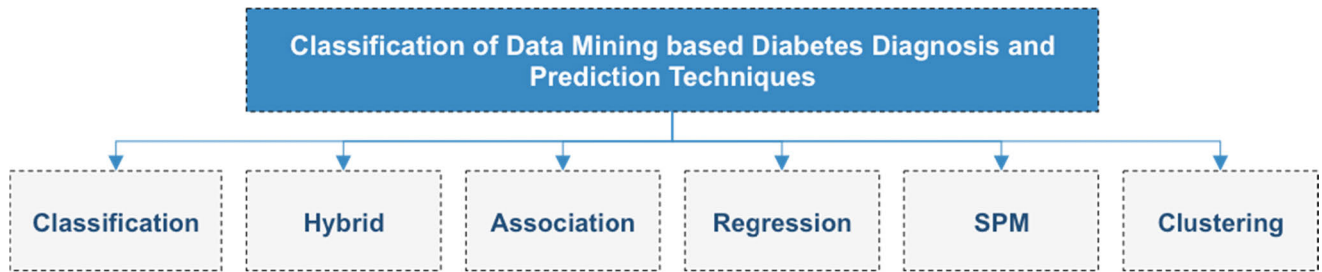 Classification of Data Mining based Diabetes Diagnosis and
Prediction Techniques
Classification
Hybrid
Association
Regression
SPM
Clustering